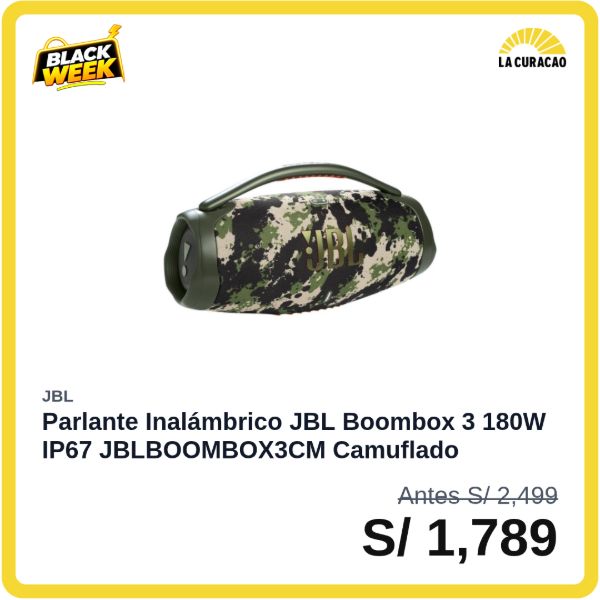 BLACK
WEEK
LA CURACAO
JBL
JBL
Parlante Inalámbrico JBL Boombox 3 180W
IP67 JBLBOOMBOX3CM Camuflado
Antes S/ 2,499
S/ 1,789